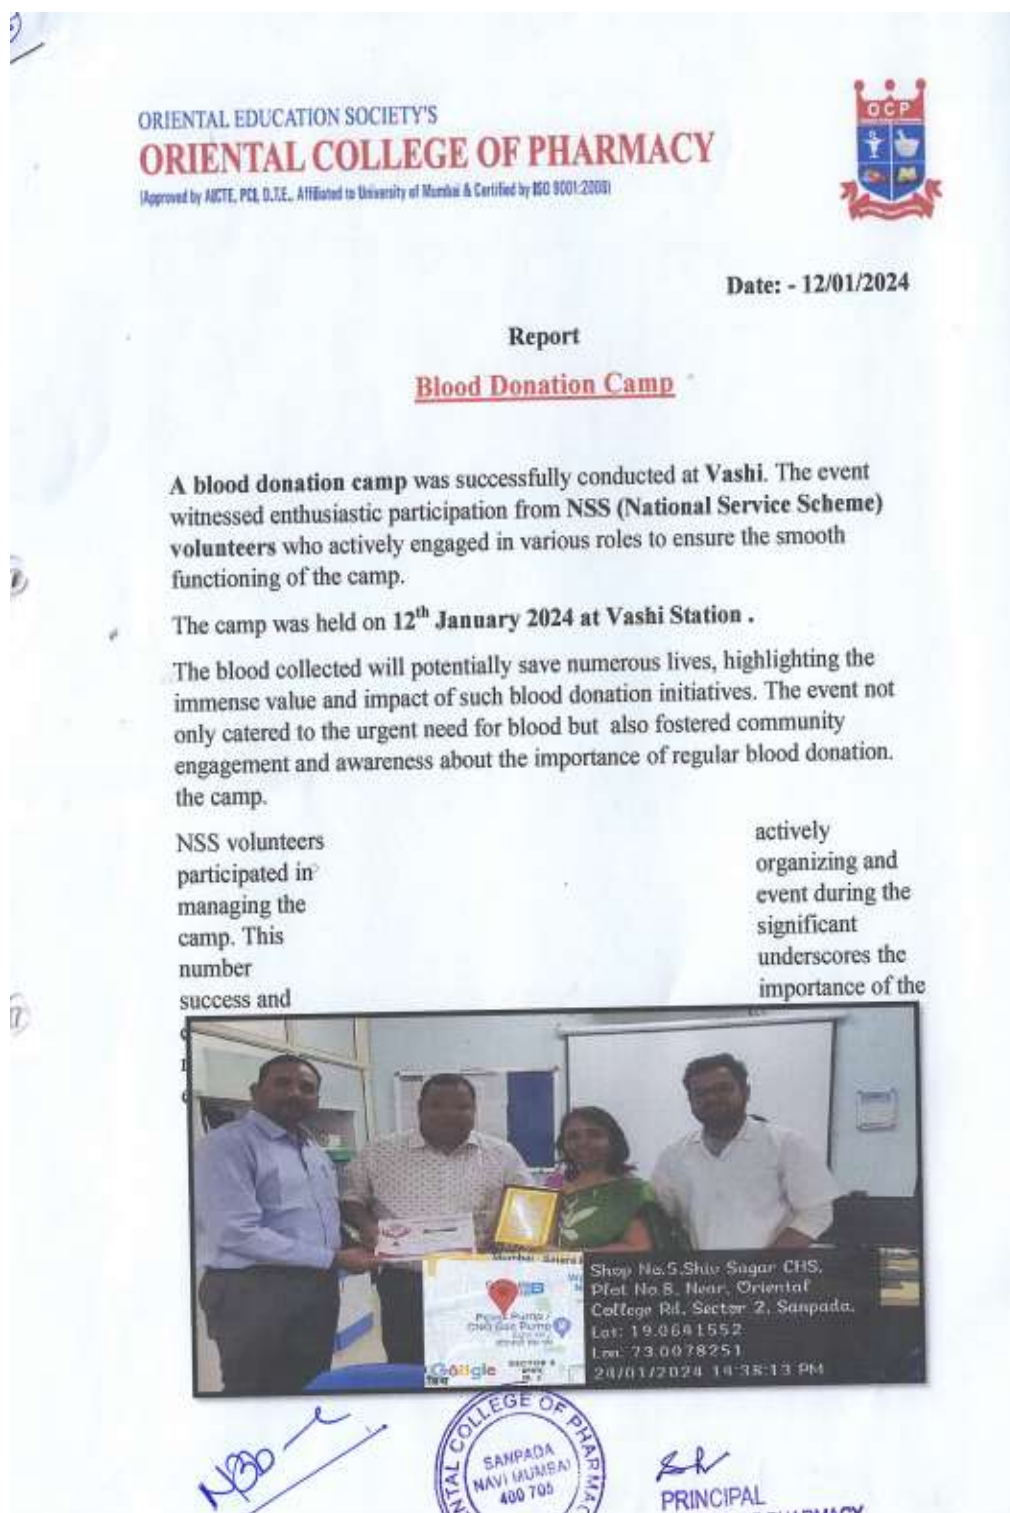 ORIENTAL EDUCATION SOCIETY'S
ORIENTAL COLLEGE OF PHARMACY
(Approved by AICTE, PCI, D.T.E., Affiliated to University of Mumbai & Certified by ISO 9001:2008)
OCP
Date: - 12/01/2024
Report
Blood Donation Camp
A blood donation camp was successfully conducted at Vashi. The event
witnessed enthusiastic participation from NSS (National Service Scheme)
volunteers who actively engaged in various roles to ensure the smooth
functioning of the camp.
The camp was held on 12th January 2024 at Vashi Station .
The blood collected will potentially save numerous lives, highlighting the
immense value and impact of such blood donation initiatives. The event not
only catered to the urgent need for blood but also fostered community
engagement and awareness about the importance of regular blood donation.
the camp.
NSS volunteers actively
participated in organizing and
managing the event during the
camp. This significant
number underscores the
success and importance of the
Shop No.5,Shiv Sagar CHS,
Plot No.8, Near, Oriental
College Rd, Sector 2, Sanpada,
Lat: 19.0641552
Lon: 73.0078251
24/01/2024 14:38:13 PM
CNG Gas Pump
Google
COLLEGE OF PHARMAC
SANPADA
NAVI MUMBAI
400 705
PRINCIPAL